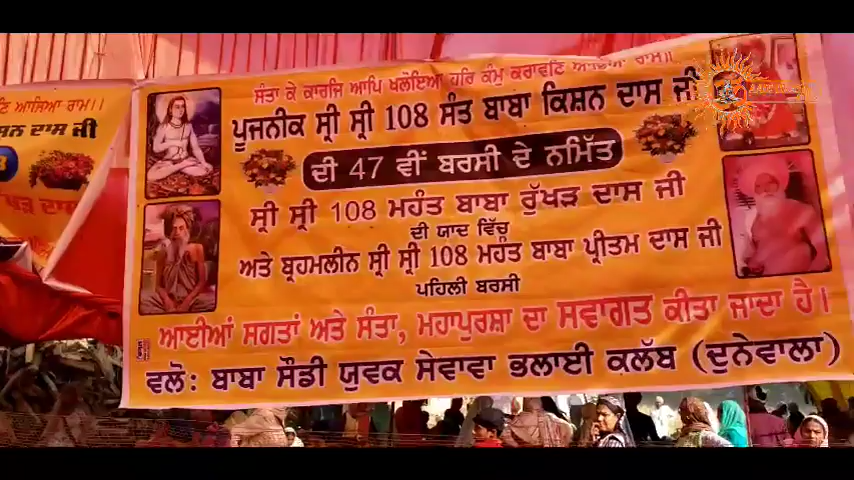 ਸੰਤਾ ਕੇ ਕਾਰਜਿ ਆਪਿ ਖਲੋਇਆ ਹਰਿ ਕੰਮੁ ਕਰਾਵਣਿ ਆਇਆ ਰਾਮ॥
ਪੂਜਨੀਕ ਸ਼੍ਰੀ ਸ਼੍ਰੀ 108 ਸੰਤ ਬਾਬਾ ਕਿਸ਼ਨ ਦਾਸ ਜੀ
ਦੀ 47 ਵੀਂ ਬਰਸੀ ਦੇ ਨਮਿੱਤ
ਸ਼੍ਰੀ ਸ਼੍ਰੀ 108 ਮਹੰਤ ਬਾਬਾ ਰੁੱਖੜ ਦਾਸ ਜੀ
ਦੀ ਯਾਦ ਵਿੱਚ
ਅਤੇ ਬ੍ਰਹਮਲੀਨ ਸ਼੍ਰੀ ਸ਼੍ਰੀ 108 ਮਹੰਤ ਬਾਬਾ ਪ੍ਰੀਤਮ ਦਾਸ ਜੀ
ਪਹਿਲੀ ਬਰਸੀ
ਆਈਆਂ ਸਗਤਾਂ ਅਤੇ ਸੰਤਾ, ਮਹਾਪੁਰਸ਼ਾ ਦਾ ਸਵਾਗਤ ਕੀਤਾ ਜਾਂਦਾ ਹੈ।
ਵਲੋਂ : ਬਾਬਾ ਸੌਡੀ ਯੁਵਕ ਸੇਵਾਵਾ ਭਲਾਈ ਕਲੱਬ (ਦੁਨੇਵਾਲਾ)